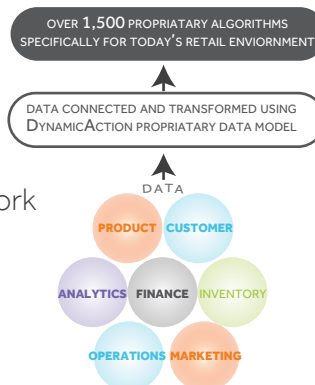 OVER 1,500 PROPRIATARY ALGORITHMS
SPECIFICALLY FOR TODAY'S RETAIL ENVIORNMENT
DATA CONNECTED AND TRANSFORMED USING
DYNAMICACTION PROPRIATARY DATA MODEL
DATA
ork
PRODUCT CUSTOMER
ANALYTICS FINANCE INVENTORY
OPERATIONS MARKETING